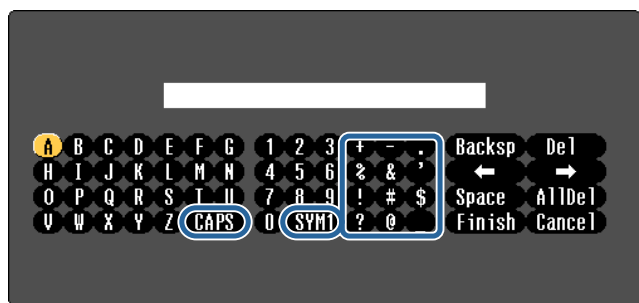 A B C D E F G 1 2 3 + - . Backsp Del
H I J K L M N 4 5 6 % & ' ← →
O P Q R S T U 7 8 9 ! # $ Space AllDel
V W X Y Z CAPS 0 SYM1 ? @ _ Finish Cancel